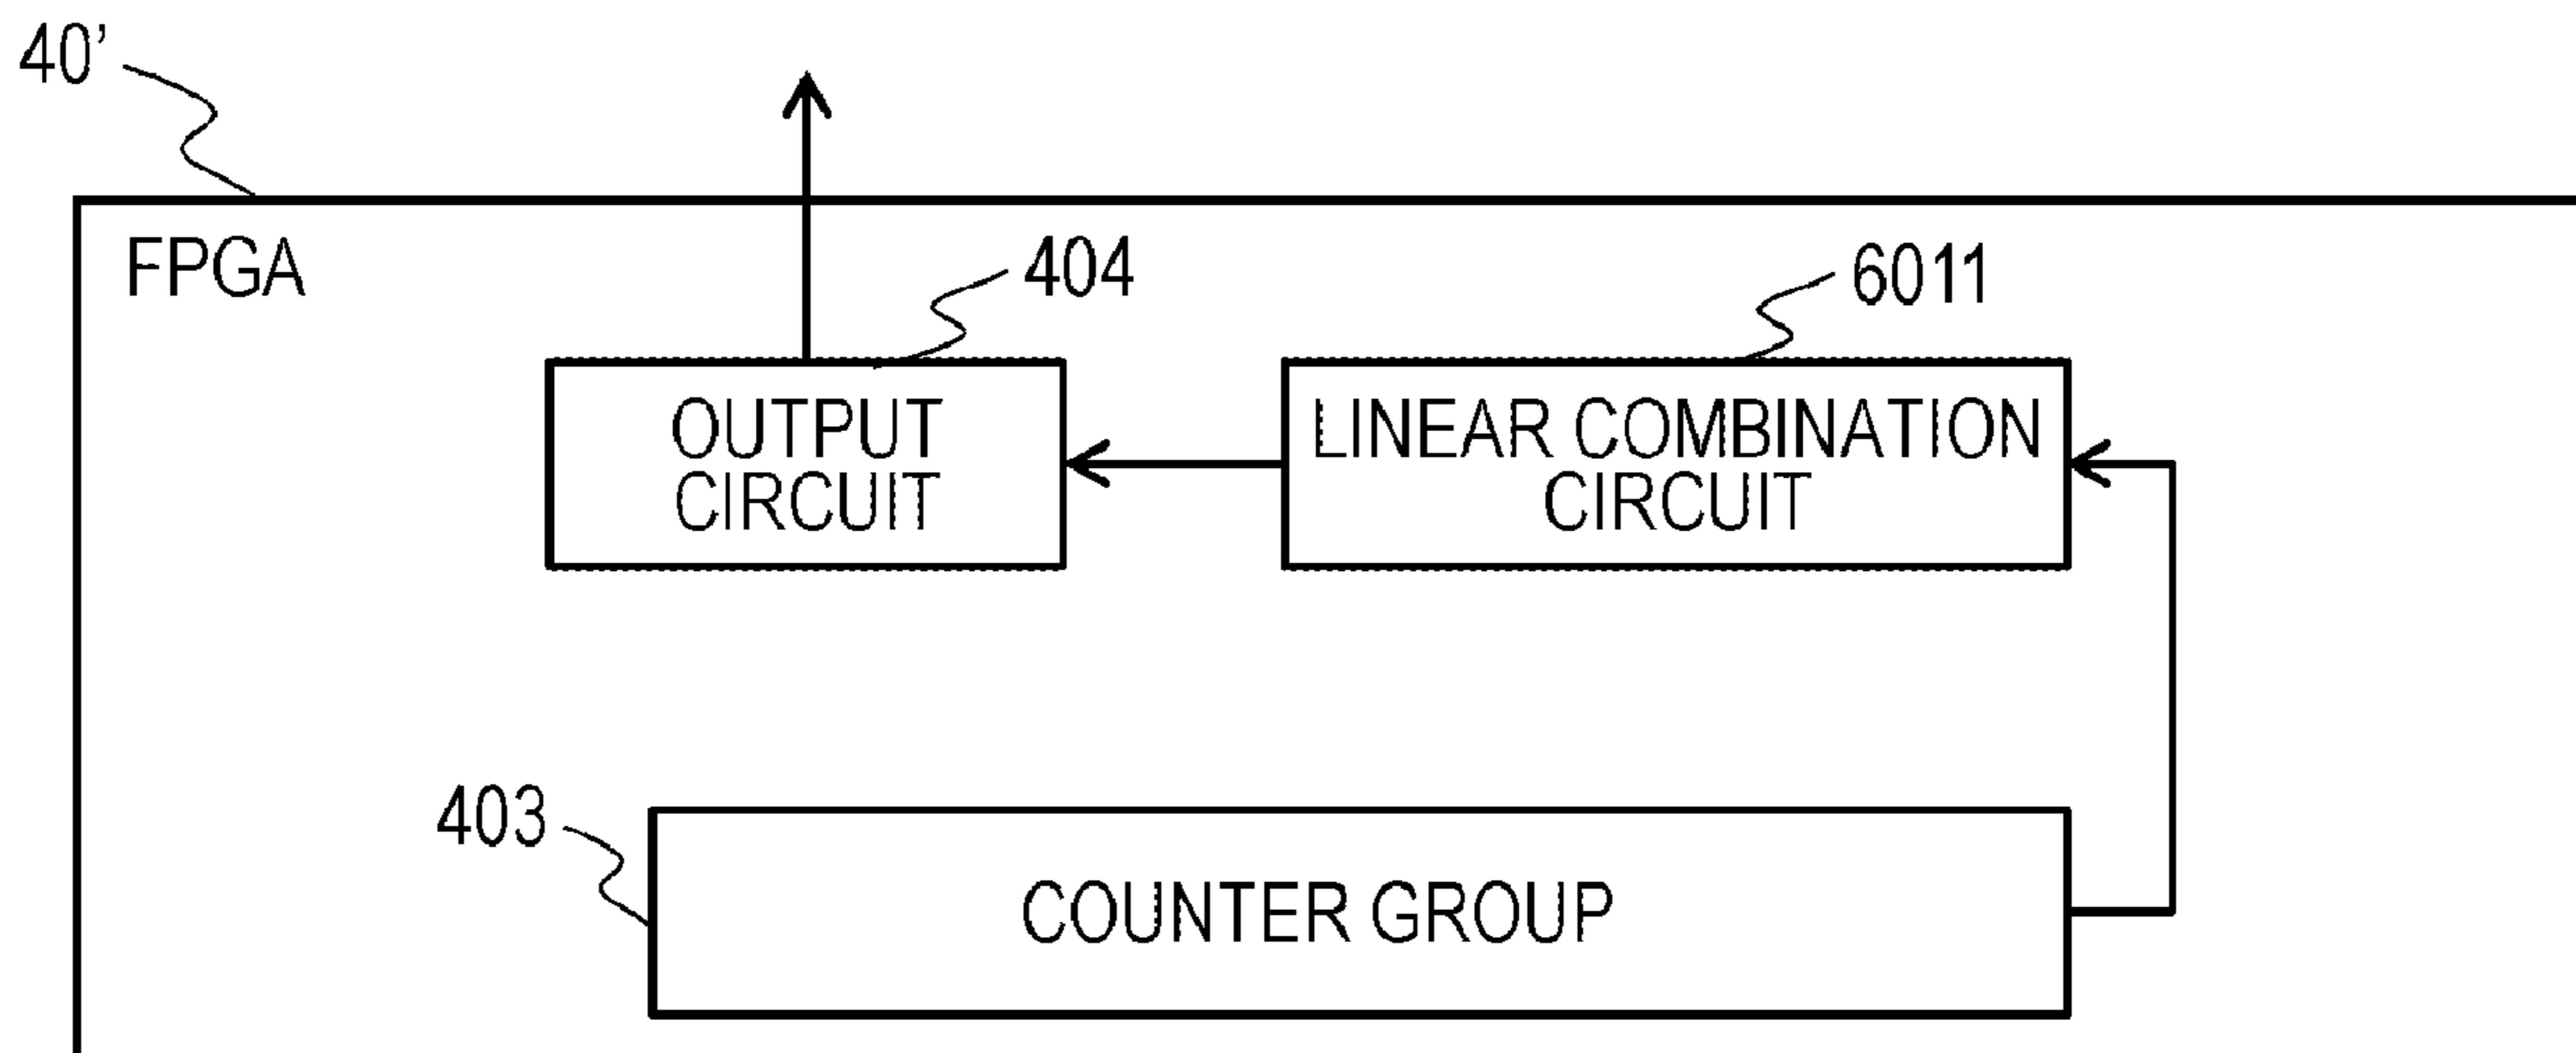 40’
FPGA
404
6011
OUTPUT
CIRCUIT
LINEAR COMBINATION
CIRCUIT
403
COUNTER GROUP